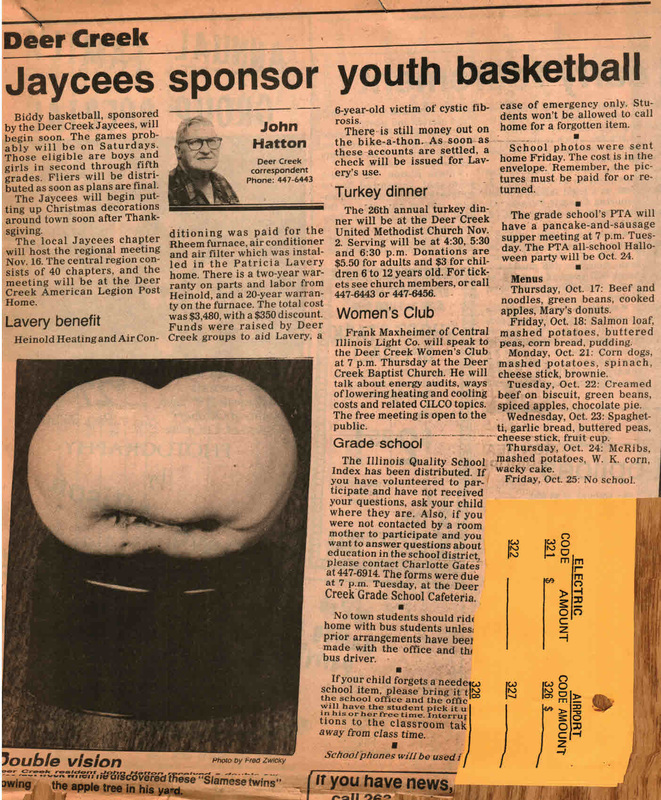 Deer Creek
Jaycees sponsor youth basketball
Biddy basketball, sponsored
by the Deer Creek Jaycees, will
begin soon. The games prob-
ably will be on Saturdays.
Those eligible are boys and
girls in second through fifth
grades. Fliers will be distri-
buted as soon as plans are final.
The Jaycees will begin put-
ting up Christmas decorations
around town soon after Thank-
sgiving.
The local Jaycees chapter
will host the regional meeting
Nov. 16. The central region con-
sists of 40 chapters, and the
meeting will be at the Deer
Creek American Legion Post
Home.
Lavery benefit
Heinold Heating and Air Con-
John
Hatton
Deer Creek
correspondent
Phone: 447-6443
ditioning was paid for the
Rheem furnace, air conditioner
and air filter which was instal-
led in the Patricia Lavery
home. There is a two-year war-
ranty on parts and labor from
Heinold, and a 20-year warran-
ty on the furnace. The total cost
was $3,480, with a $350 discount.
Funds were raised by Deer
Creek groups to aid Lavery, a
6-year-old victim of cystic fib-
rosis.
There is still money out on
the bike-a-thon. As soon as
these accounts are settled, a
check will be issued for Lav-
ery's use.
Turkey dinner
The 26th annual turkey din-
ner will be at the Deer Creek
United Methodist Church Nov.
2. Serving will be at 4:30, 5:30
and 6:30 p.m. Donations are
$5.50 for adults and $3 for chil-
dren 6 to 12 years old. For tick-
ets see church members, or call
447-6443 or 447-6456.
Women's Club
Frank Maxheimer of Central
Illinois Light Co. will speak to
the Deer Creek Women's Club
at 7 p.m. Thursday at the Deer
Creek Baptist Church. He will
talk about energy audits, ways
of lowering heating and cooling
costs and related CILCO topics.
The free meeting is open to the
public.
Grade school
The Illinois Quality School
Index has been distributed. If
you have volunteered to par-
ticipate and have not received
your questions, ask your child
where they are. Also, if you
were not contacted by a room
mother to participate and you
want to answer questions about
education in the school district,
please contact Charlotte Gates
at 447-6914. The forms were due
at 7 p.m. Tuesday, at the Deer
Creek Grade School Cafeteria.
No town students should ride
home with bus students unless
prior arrangements have been
made with the office and the
bus driver.
If your child forgets a neede
school item, please bring it t
the school office and the offic
will have the student pick it u
in his or her free time. Interru
tions to the classroom tak
away from class time.
School phones will be used i
case of emergency only. Stu-
dents won't be allowed to call
home for a forgotten item.
School photos were sent
home Friday. The cost is in the
envelope. Remember, the pic-
tures must be paid for or re-
turned.
The grade school's PTA will
have a pancake-and-sausage
supper meeting at 7 p.m. Tues-
day. The PTA all-school Hallo-
ween party will be Oct. 24.
Menus
Thursday, Oct. 17: Beef and
noodles, green beans, cooked
apples, Mary's donuts.
Friday, Oct. 18: Salmon loaf,
mashed potatoes, buttered
peas, corn bread, pudding.
Monday, Oct. 21: Corn dogs,
mashed potatoes, spinach,
cheese stick, brownie.
Tuesday, Oct. 22: Creamed
beef on biscuit, green beans,
spiced apples, chocolate pie.
Wednesday, Oct. 23: Spaghet-
ti, garlic bread, buttered peas,
cheese stick, fruit cup.
Thursday, Oct. 24: McRibs,
mashed potatoes, W. K. corn,
wacky cake.
Friday, Oct. 25: No school.
ELECTRIC
CODE AMOUNT
321 $
322
AIRPORT
CODE AMOUNT
326 $
327
328
Double vision
Photo by Fred Zwicky
he discovered these "Siamese twins"
owing the apple tree in his yard.
If you have news,
call 262